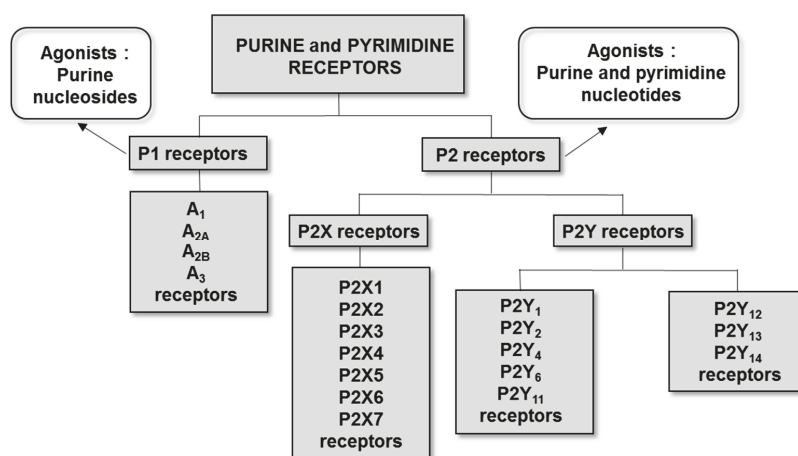 PURINE and PYRIMIDINE
RECEPTORS
Agonists :
Purine
nucleosides
Agonists :
Purine and pyrimidine
nucleotides
P1 receptors
P2 receptors
A₁
A₂A
A₂B
A₃
receptors
P2X receptors
P2Y receptors
P2X1
P2X2
P2X3
P2X4
P2X5
P2X6
P2X7
receptors
P2Y₁
P2Y₂
P2Y₄
P2Y₆
P2Y₁₁
receptors
P2Y₁₂
P2Y₁₃
P2Y₁₄
receptors